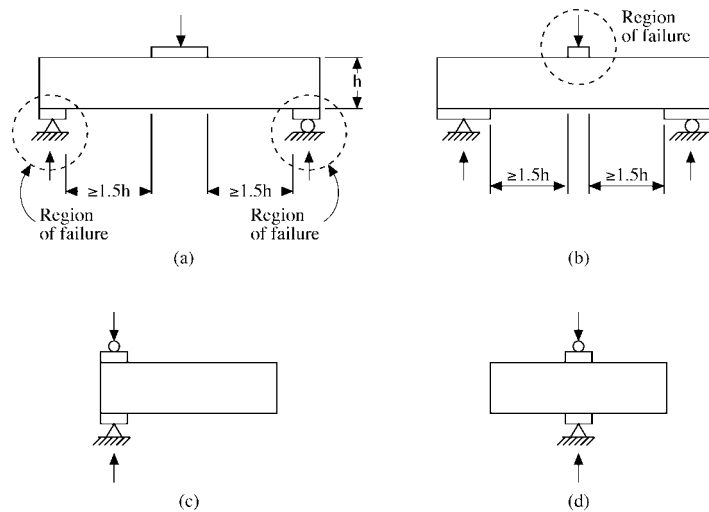 Region
of failure
h
≥1.5h
≥1.5h
Region
of failure
Region
of failure
(a)
≥1.5h
≥1.5h
(b)
(c)
(d)